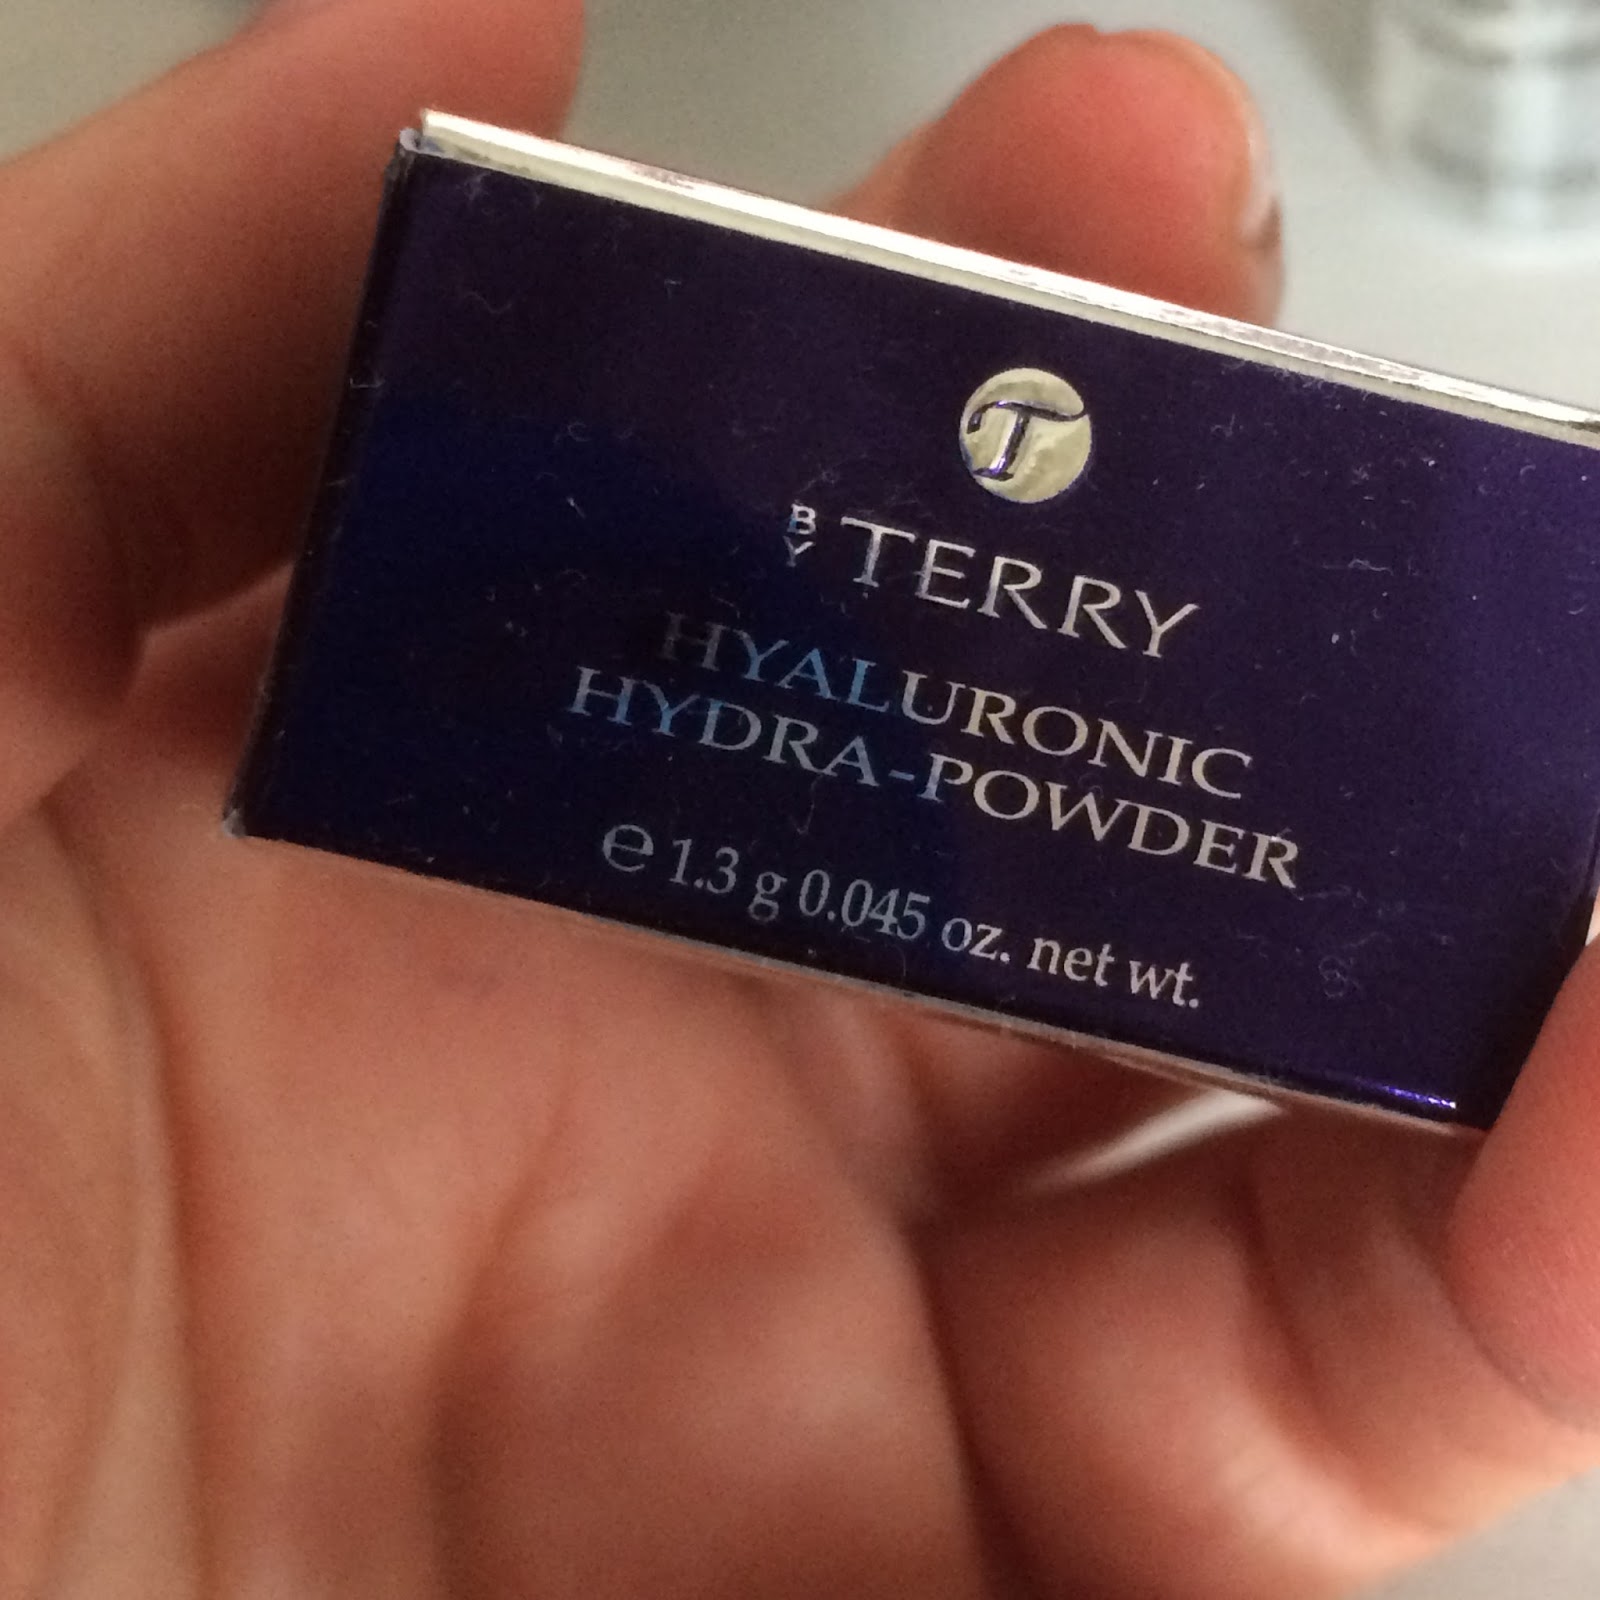 T
BY TERRY
HYALURONIC
HYDRA-POWDER
℮ 1.3 g 0.045 oz. net wt.